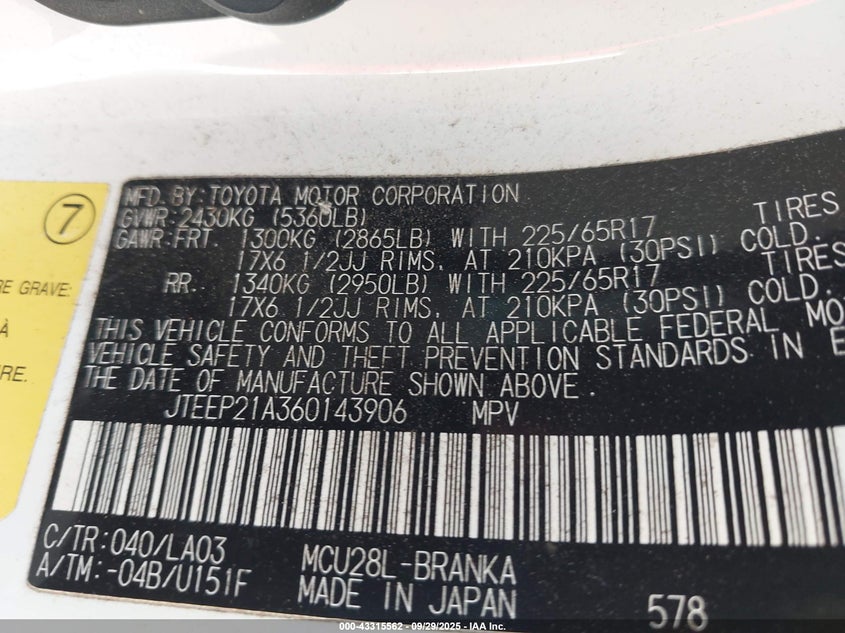 7
RE GRAVE:
À
RE.
MFD. BY: TOYOTA MOTOR CORPORATION
GVWR: 2430KG (5360LB)
GAWR: FRT. 1300KG (2865LB) WITH 225/65R17 TIRES
17X6 1/2JJ RIMS, AT 210KPA (30PSI) COLD.
RR. 1340KG (2950LB) WITH 225/65R17 TIRES
17X6 1/2JJ RIMS, AT 210KPA (30PSI) COLD.
THIS VEHICLE CONFORMS TO ALL APPLICABLE FEDERAL MO
VEHICLE SAFETY AND THEFT PREVENTION STANDARDS IN E
THE DATE OF MANUFACTURE SHOWN ABOVE.
JTEEP21A360143906 MPV
C/TR: 040/LA03
A/TM: -04B/U151F
MCU28L-BRANKA
MADE IN JAPAN
578
000-43315562 - 09/29/2025 - IAA Inc.